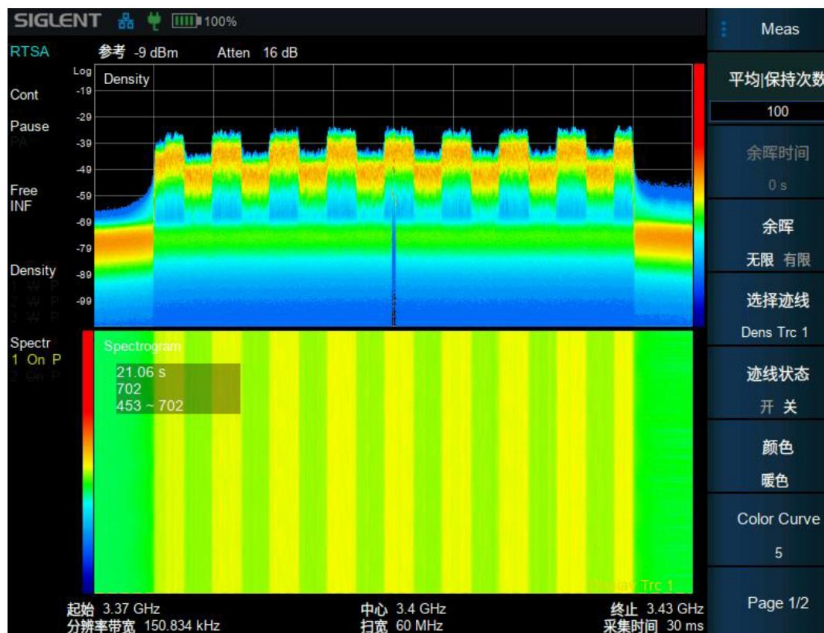 SIGLENT 100%
RTSA 参考 -9 dBm Atten 16 dB
Log Density
-19
Cont
-29
Pause
-39
-49
Free
INF
-59
-69
-79
Density
-89
-99
Spectr
1 On P
Spectrogram
21.06 s
702
453 ~ 702
起始 3.37 GHz 中心 3.4 GHz 终止 3.43 GHz
分辨率带宽 150.834 kHz 扫宽 60 MHz 采集时间 30 ms
Meas
平均|保持次数
100
余晖时间
0 s
余晖
无限 有限
选择迹线
Dens Trc 1
迹线状态
开 关
颜色
暖色
Color Curve
5
Page 1/2